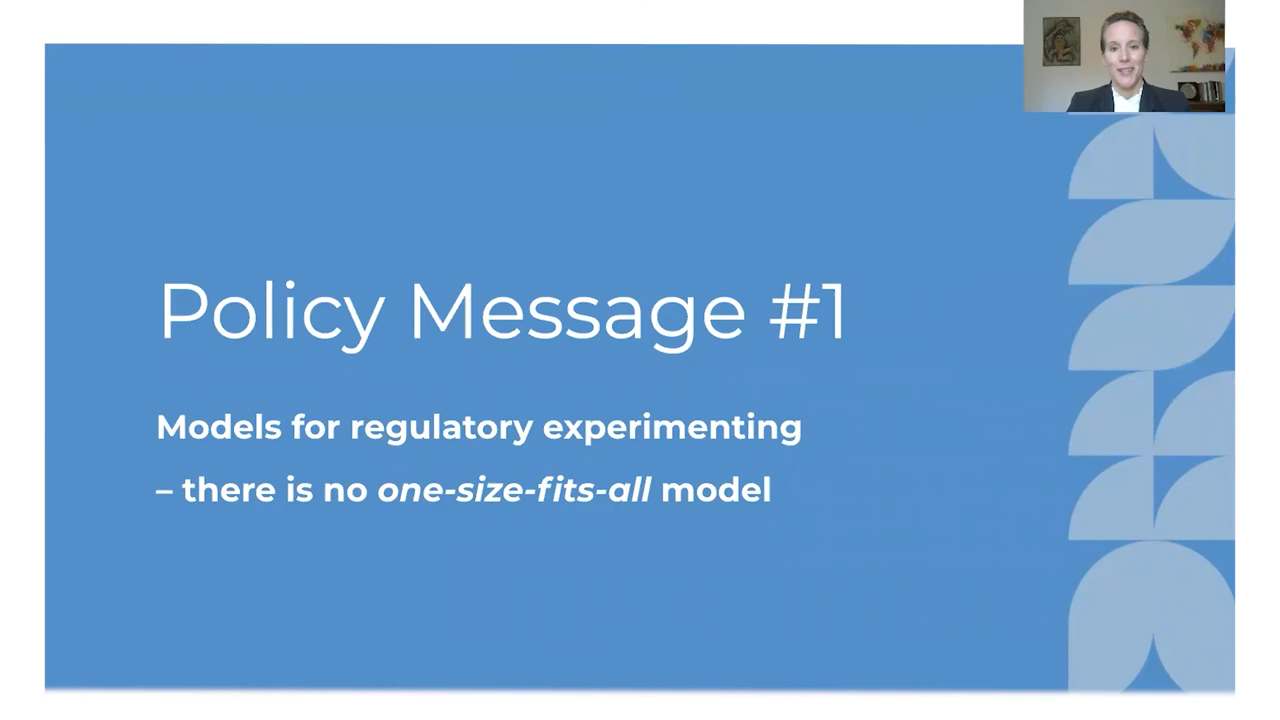 Policy Message #1
Models for regulatory experimenting
– there is no one-size-fits-all model